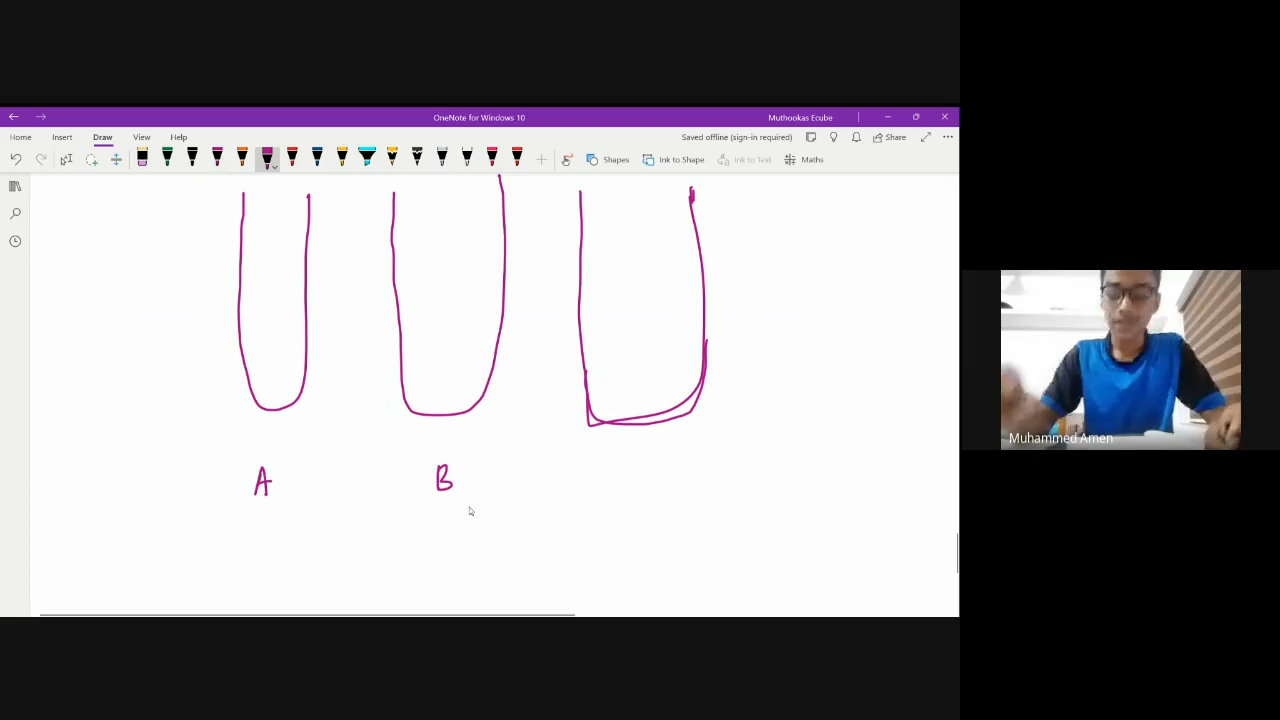 OneNote for Windows 10
Muthookas Ecube
Home Insert Draw View Help
Saved offline (sign-in required)
Share
Shapes
Ink to Shape
Ink to Text
Maths
A
B
Muhammed Amen